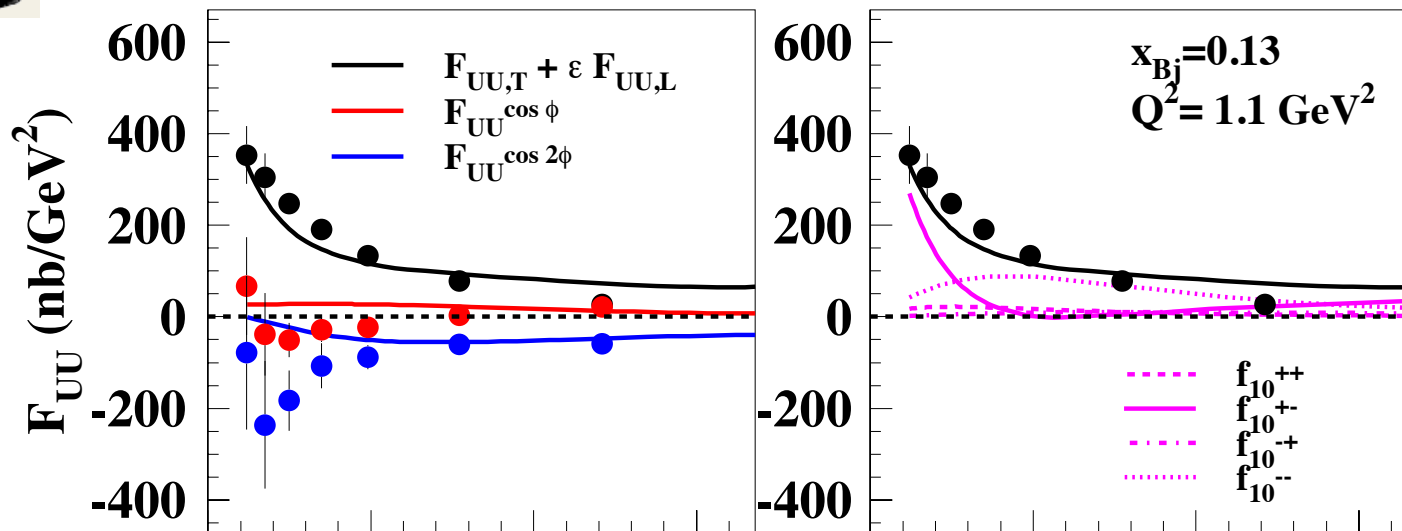 F_UU (nb/GeV²)
600
400
200
0
-200
-400
F_UU,T + ε F_UU,L
F_UU^cos ϕ
F_UU^cos 2ϕ
600
400
200
0
-200
-400
x_Bj=0.13
Q²= 1.1 GeV²
f_10^++
f_10^+-
f_10^-+
f_10^--